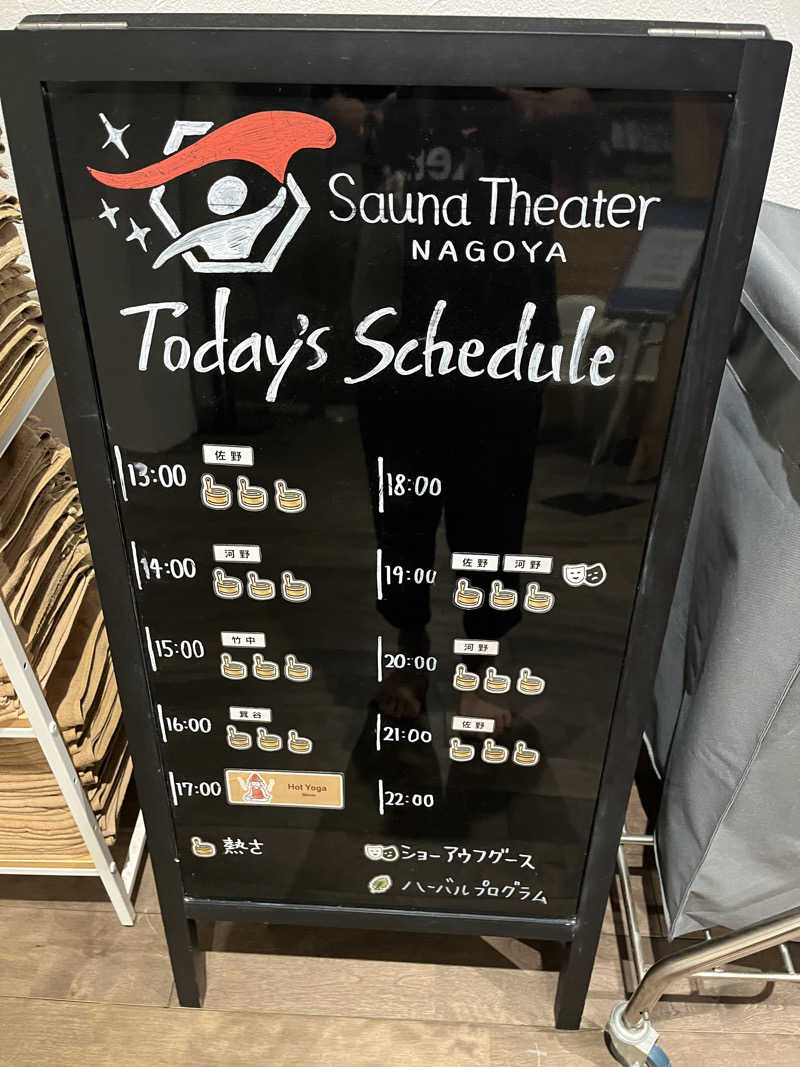 Sauna Theater
NAGOYA
Today's Schedule
13:00 佐野
14:00 河野
15:00 竹中
16:00 箕谷
17:00 Hot Yoga
18:00
19:00 佐野 河野
20:00 河野
21:00 佐野
22:00
熱さ
ショーアウフグース
ハーバルプログラム